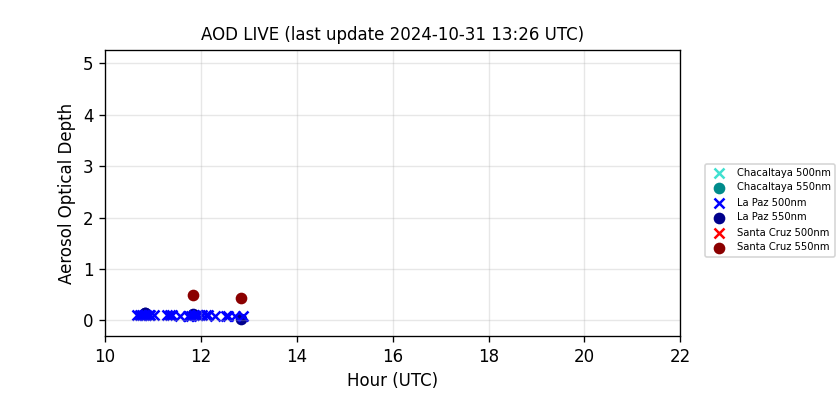 AOD LIVE (last update 2024-10-31 13:26 UTC)
Aerosol Optical Depth
5
4
3
2
1
0
10 12 14 16 18 20 22
Hour (UTC)
Chacaltaya 500nm
Chacaltaya 550nm
La Paz 500nm
La Paz 550nm
Santa Cruz 500nm
Santa Cruz 550nm